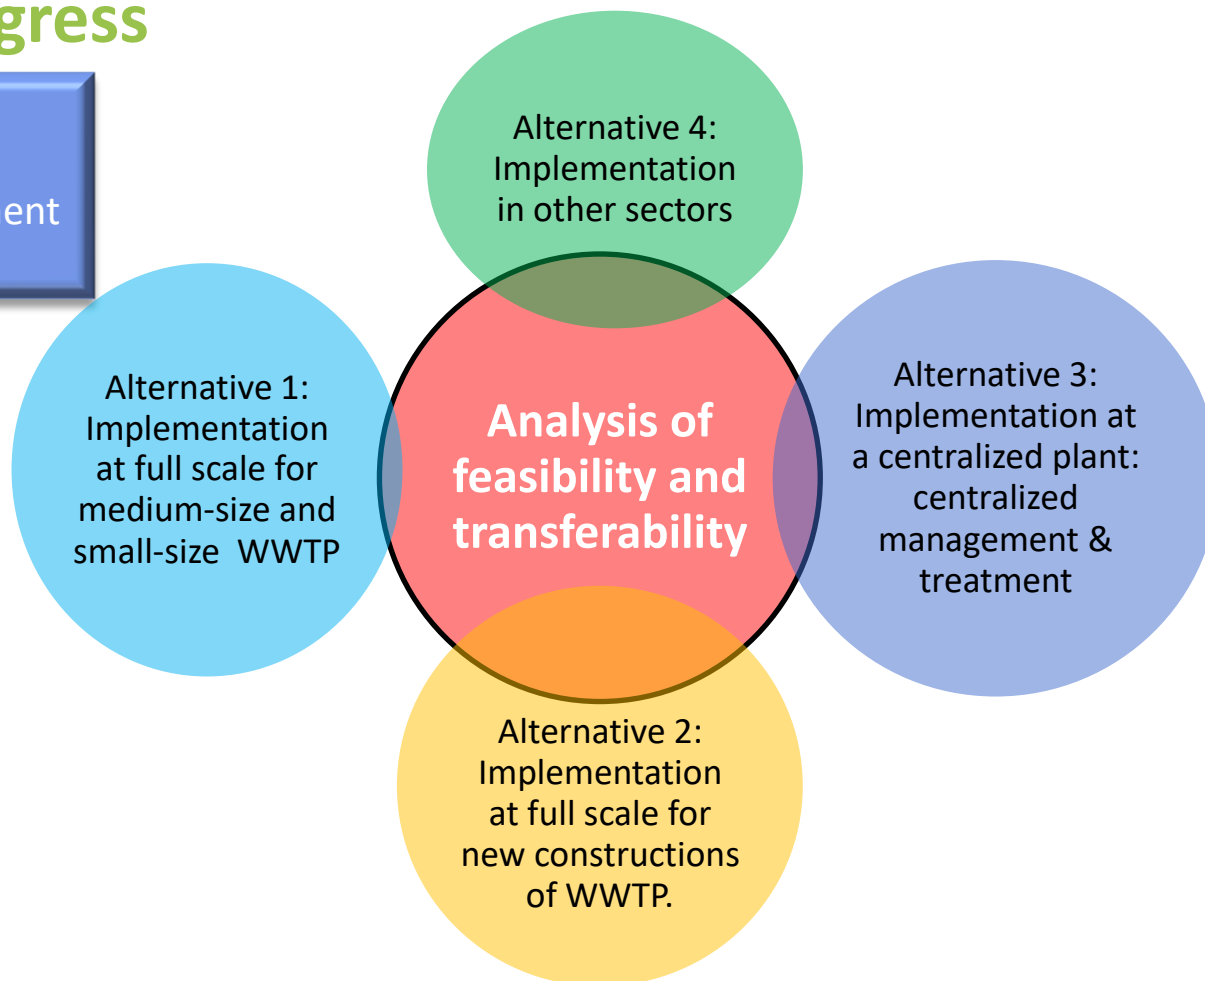 gress
ent
Alternative 4:
Implementation
in other sectors
Alternative 1:
Implementation
at full scale for
medium-size and
small-size  WWTP
Analysis of
feasibility and
transferability
Alternative 3:
Implementation at
a centralized plant:
centralized
management &
treatment
Alternative 2:
Implementation
at full scale for
new constructions
of WWTP.